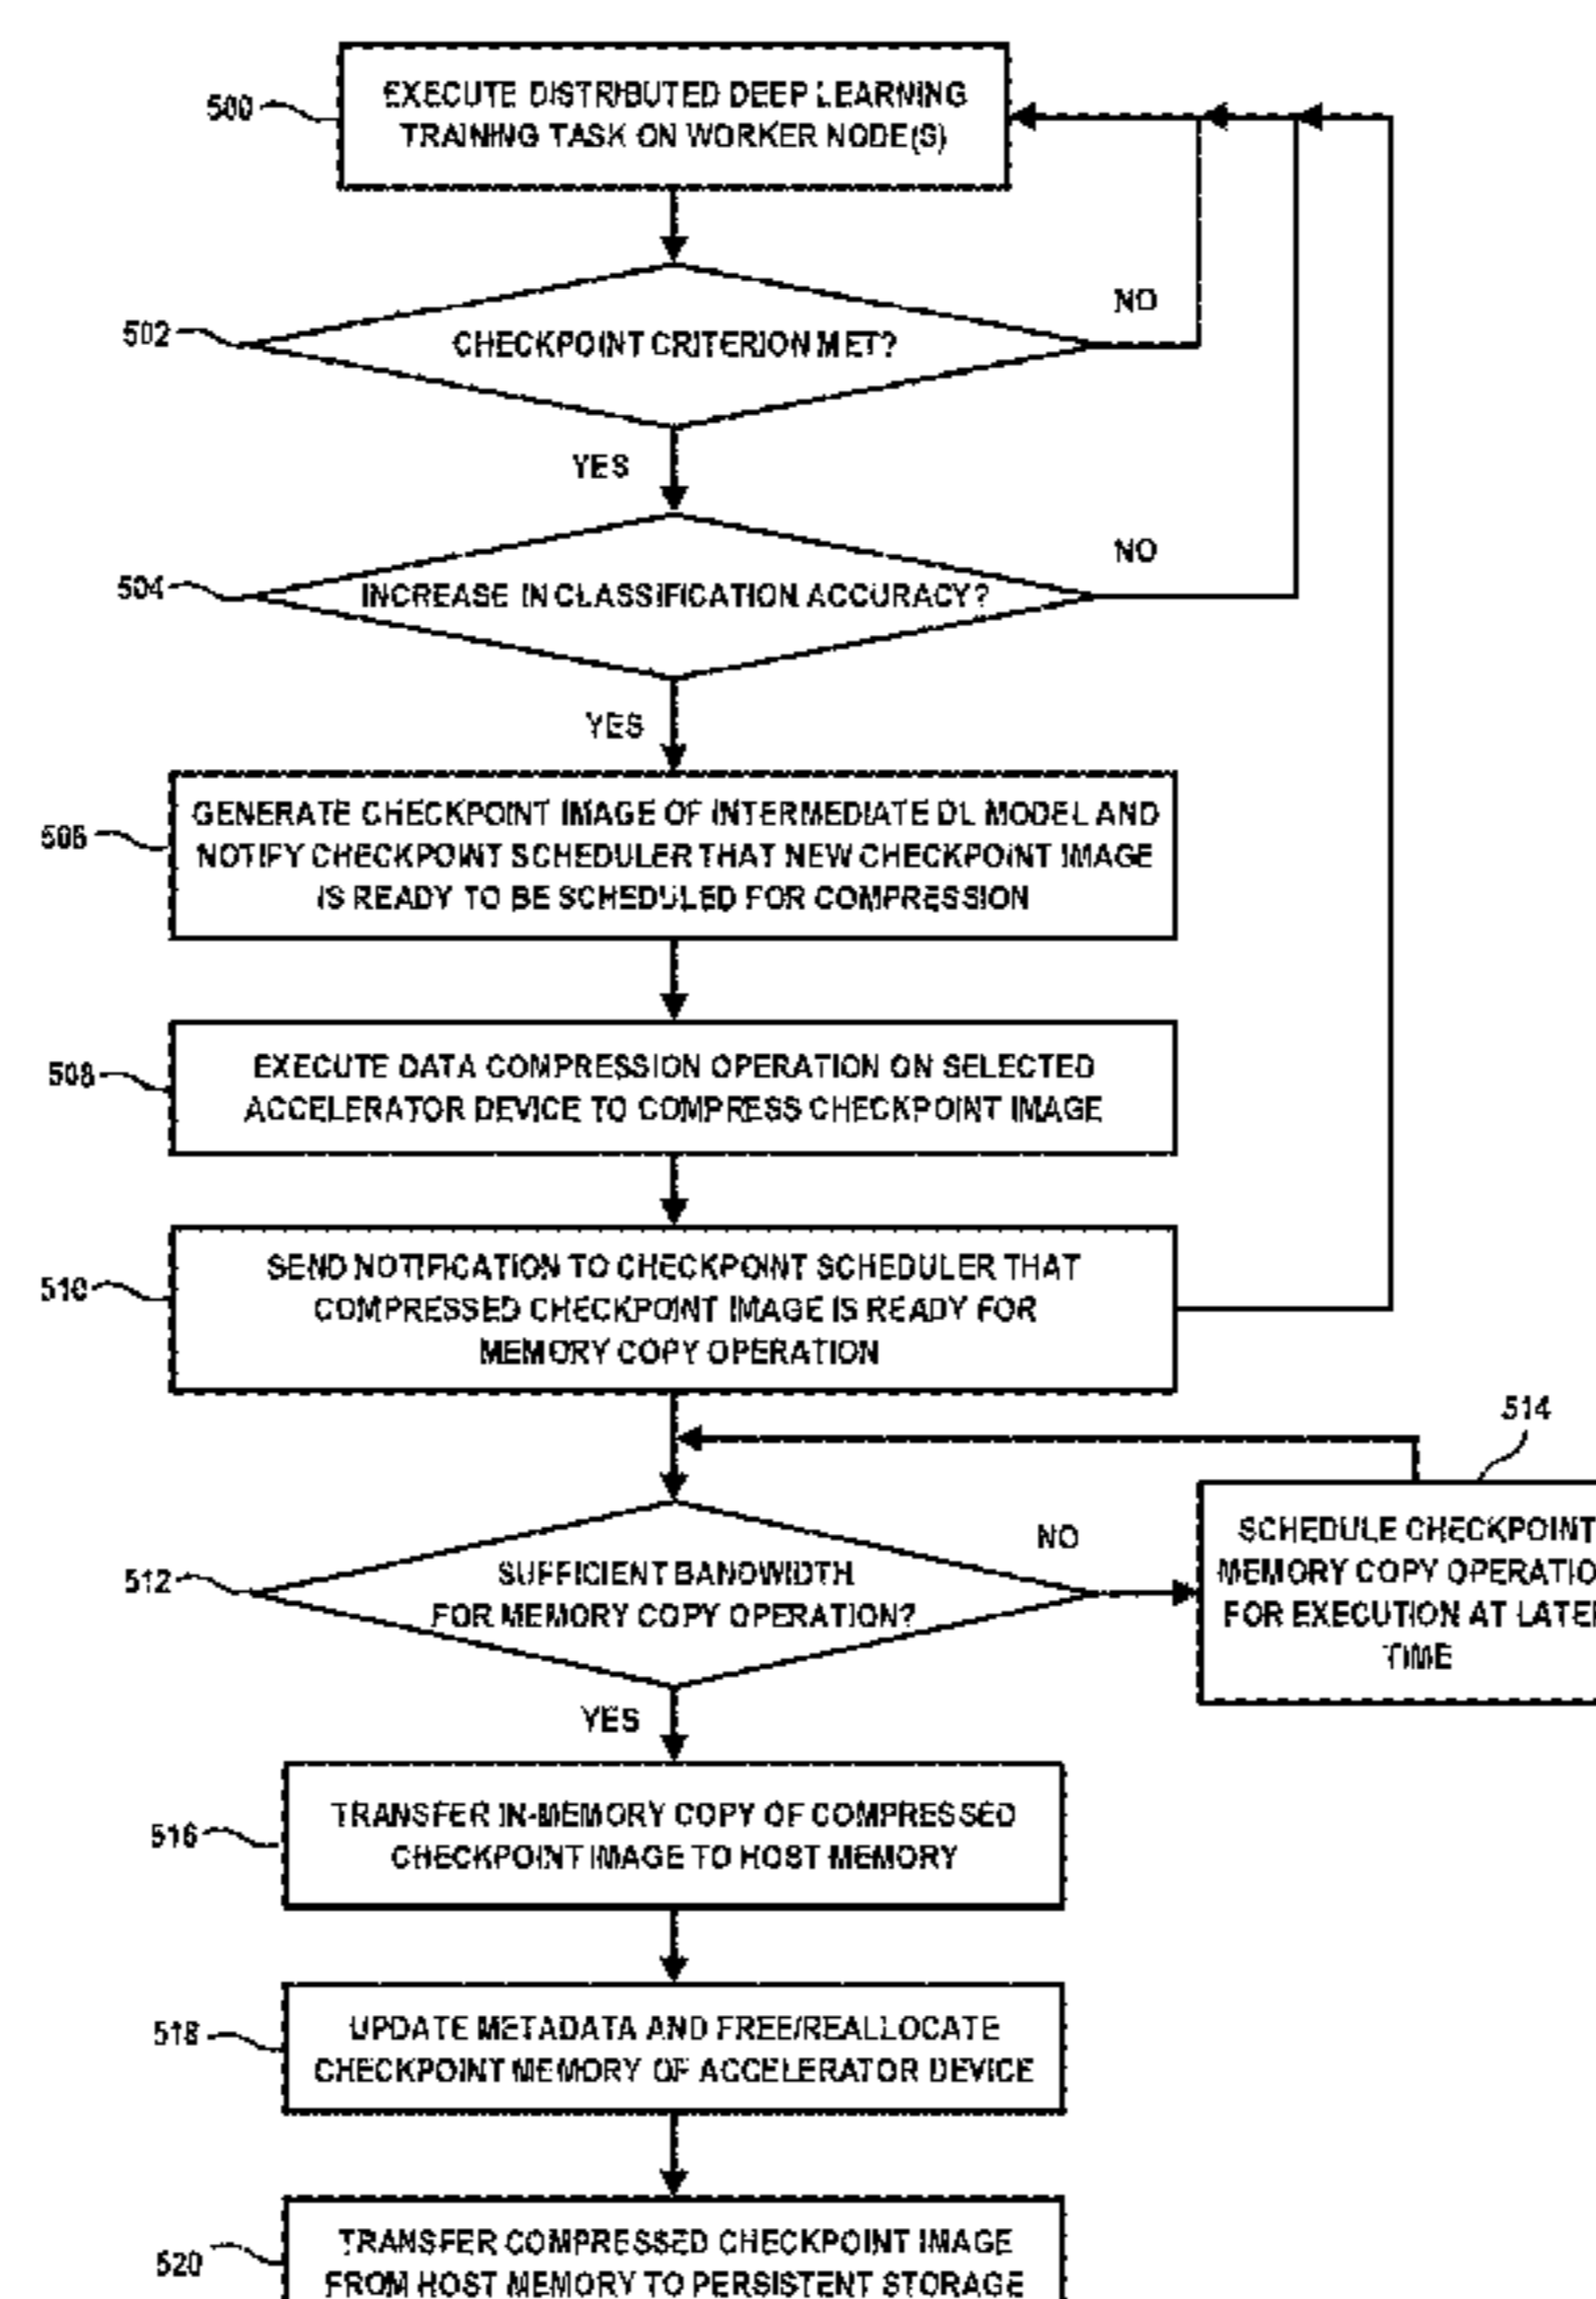 500
EXECUTE DISTRIBUTED DEEP LEARNING
TRAINING TASK ON WORKER NODE(S)
502
CHECKPOINT CRITERION MET?
NO
YES
504
INCREASE IN CLASSIFICATION ACCURACY?
NO
YES
506
GENERATE CHECKPOINT IMAGE OF INTERMEDIATE DL MODEL AND
NOTIFY CHECKPOINT SCHEDULER THAT NEW CHECKPOINT IMAGE
IS READY TO BE SCHEDULED FOR COMPRESSION
508
EXECUTE DATA COMPRESSION OPERATION ON SELECTED
ACCELERATOR DEVICE TO COMPRESS CHECKPOINT IMAGE
510
SEND NOTIFICATION TO CHECKPOINT SCHEDULER THAT
COMPRESSED CHECKPOINT IMAGE IS READY FOR
MEMORY COPY OPERATION
512
SUFFICIENT BANDWIDTH
FOR MEMORY COPY OPERATION?
NO
YES
514
SCHEDULE CHECKPOINT
MEMORY COPY OPERATIO
FOR EXECUTION AT LATE
TIME
516
TRANSFER IN-MEMORY COPY OF COMPRESSED
CHECKPOINT IMAGE TO HOST MEMORY
518
UPDATE METADATA AND FREE/REALLOCATE
CHECKPOINT MEMORY OF ACCELERATOR DEVICE
520
TRANSFER COMPRESSED CHECKPOINT IMAGE
FROM HOST MEMORY TO PERSISTENT STORAGE